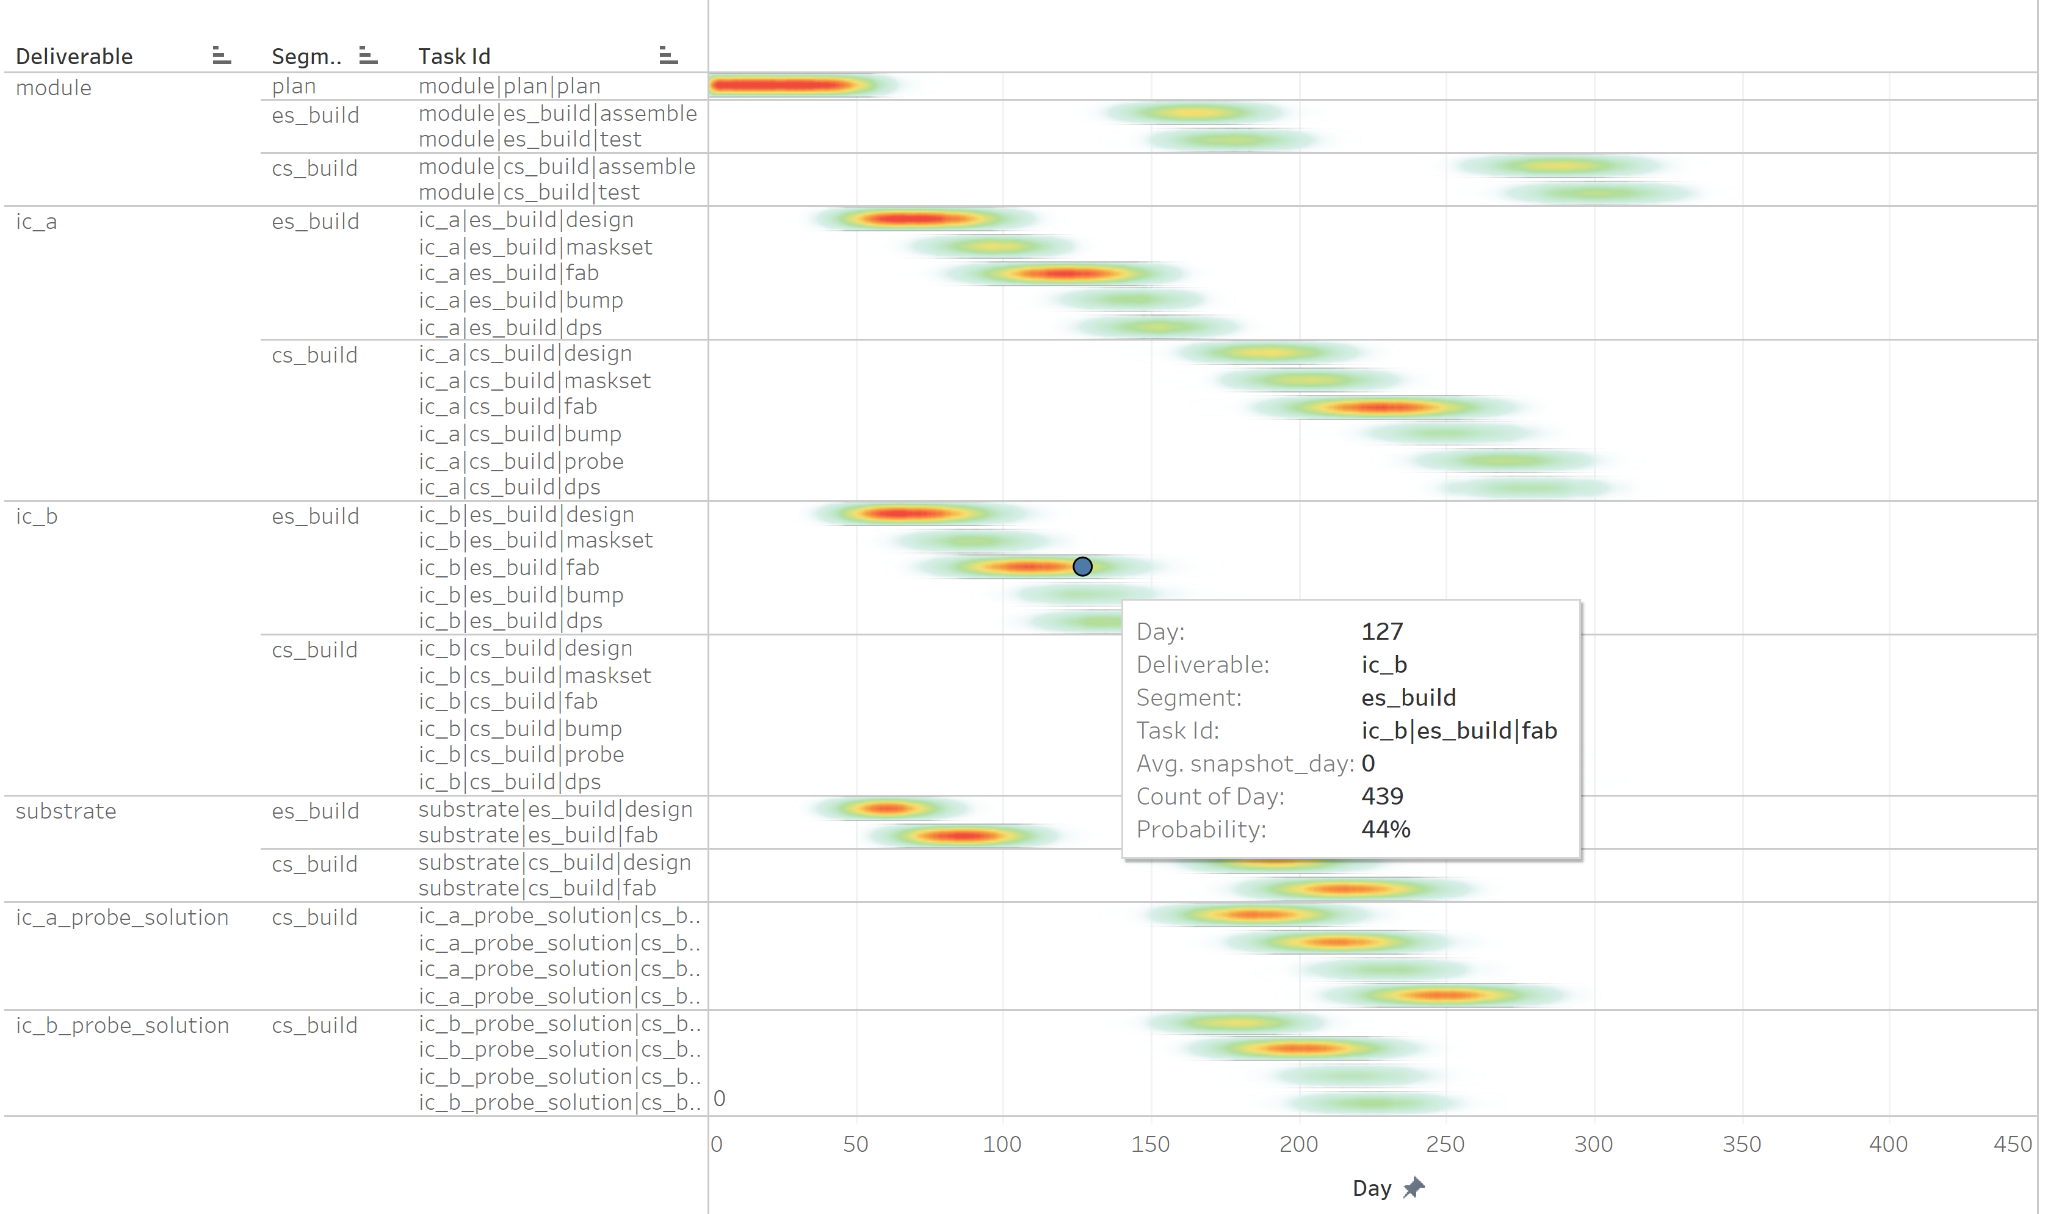 Deliverable Segm.. Task Id
module plan module|plan|plan
es_build module|es_build|assemble
module|es_build|test
cs_build module|cs_build|assemble
module|cs_build|test
ic_a es_build ic_a|es_build|design
ic_a|es_build|maskset
ic_a|es_build|fab
ic_a|es_build|bump
ic_a|es_build|dps
cs_build ic_a|cs_build|design
ic_a|cs_build|maskset
ic_a|cs_build|fab
ic_a|cs_build|bump
ic_a|cs_build|probe
ic_a|cs_build|dps
ic_b es_build ic_b|es_build|design
ic_b|es_build|maskset
ic_b|es_build|fab
ic_b|es_build|bump
ic_b|es_build|dps
cs_build ic_b|cs_build|design
ic_b|cs_build|maskset
ic_b|cs_build|fab
ic_b|cs_build|bump
ic_b|cs_build|probe
ic_b|cs_build|dps
substrate es_build substrate|es_build|design
substrate|es_build|fab
cs_build substrate|cs_build|design
substrate|cs_build|fab
ic_a_probe_solution cs_build ic_a_probe_solution|cs_b..
ic_a_probe_solution|cs_b..
ic_a_probe_solution|cs_b..
ic_a_probe_solution|cs_b..
ic_b_probe_solution cs_build ic_b_probe_solution|cs_b..
ic_b_probe_solution|cs_b..
ic_b_probe_solution|cs_b..
ic_b_probe_solution|cs_b..
Day: 127
Deliverable: ic_b
Segment: es_build
Task Id: ic_b|es_build|fab
Avg. snapshot_day: 0
Count of Day: 439
Probability: 44%
0
0 50 100 150 200 250 300 350 400 450
Day